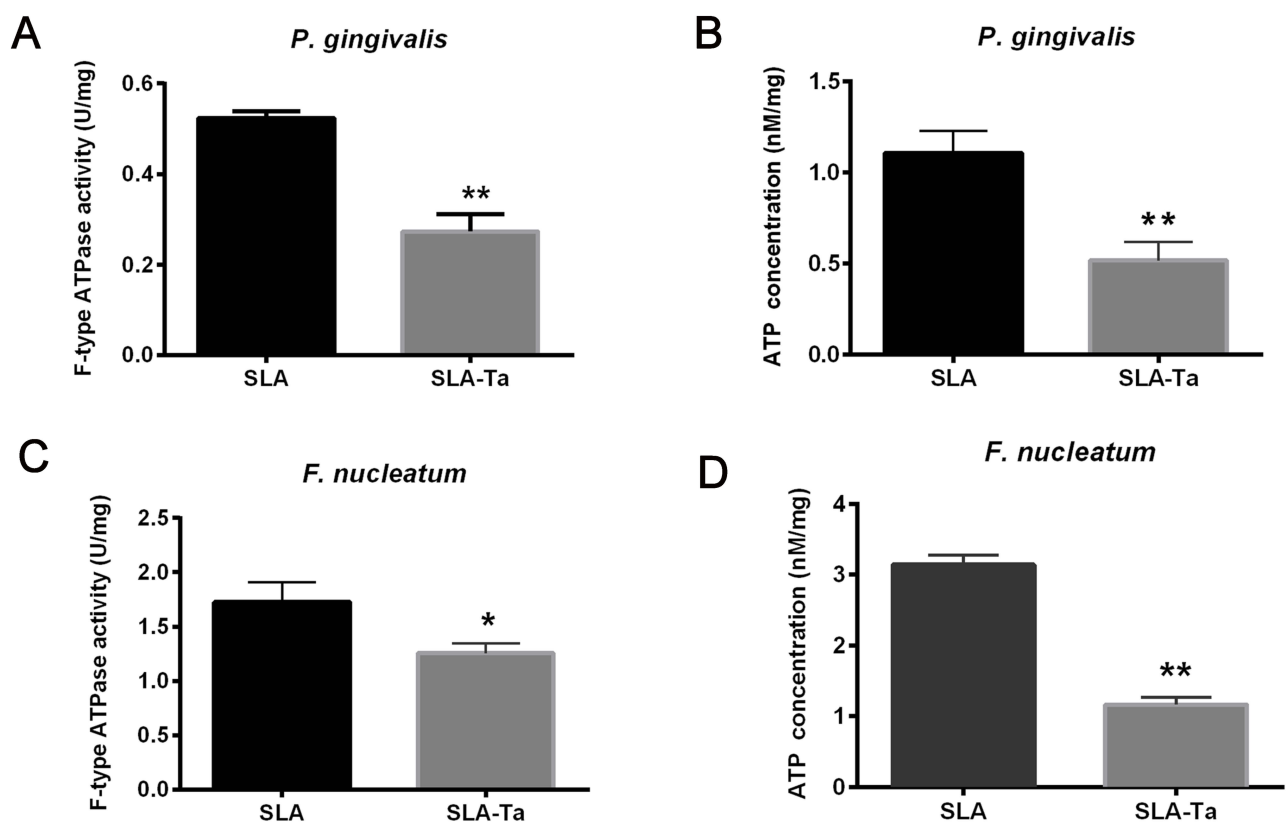 A
P. gingivalis
F-type ATPase activity (U/mg)
0.6
0.4
0.2
0.0
**
SLA
SLA-Ta
B
P. gingivalis
ATP concentration (nM/mg)
1.5
1.0
0.5
0.0
**
SLA
SLA-Ta
C
F. nucleatum
F-type ATPase activity (U/mg)
2.5
2.0
1.5
1.0
0.5
0.0
*
SLA
SLA-Ta
D
F. nucleatum
ATP concentration (nM/mg)
4
3
2
1
0
**
SLA
SLA-Ta